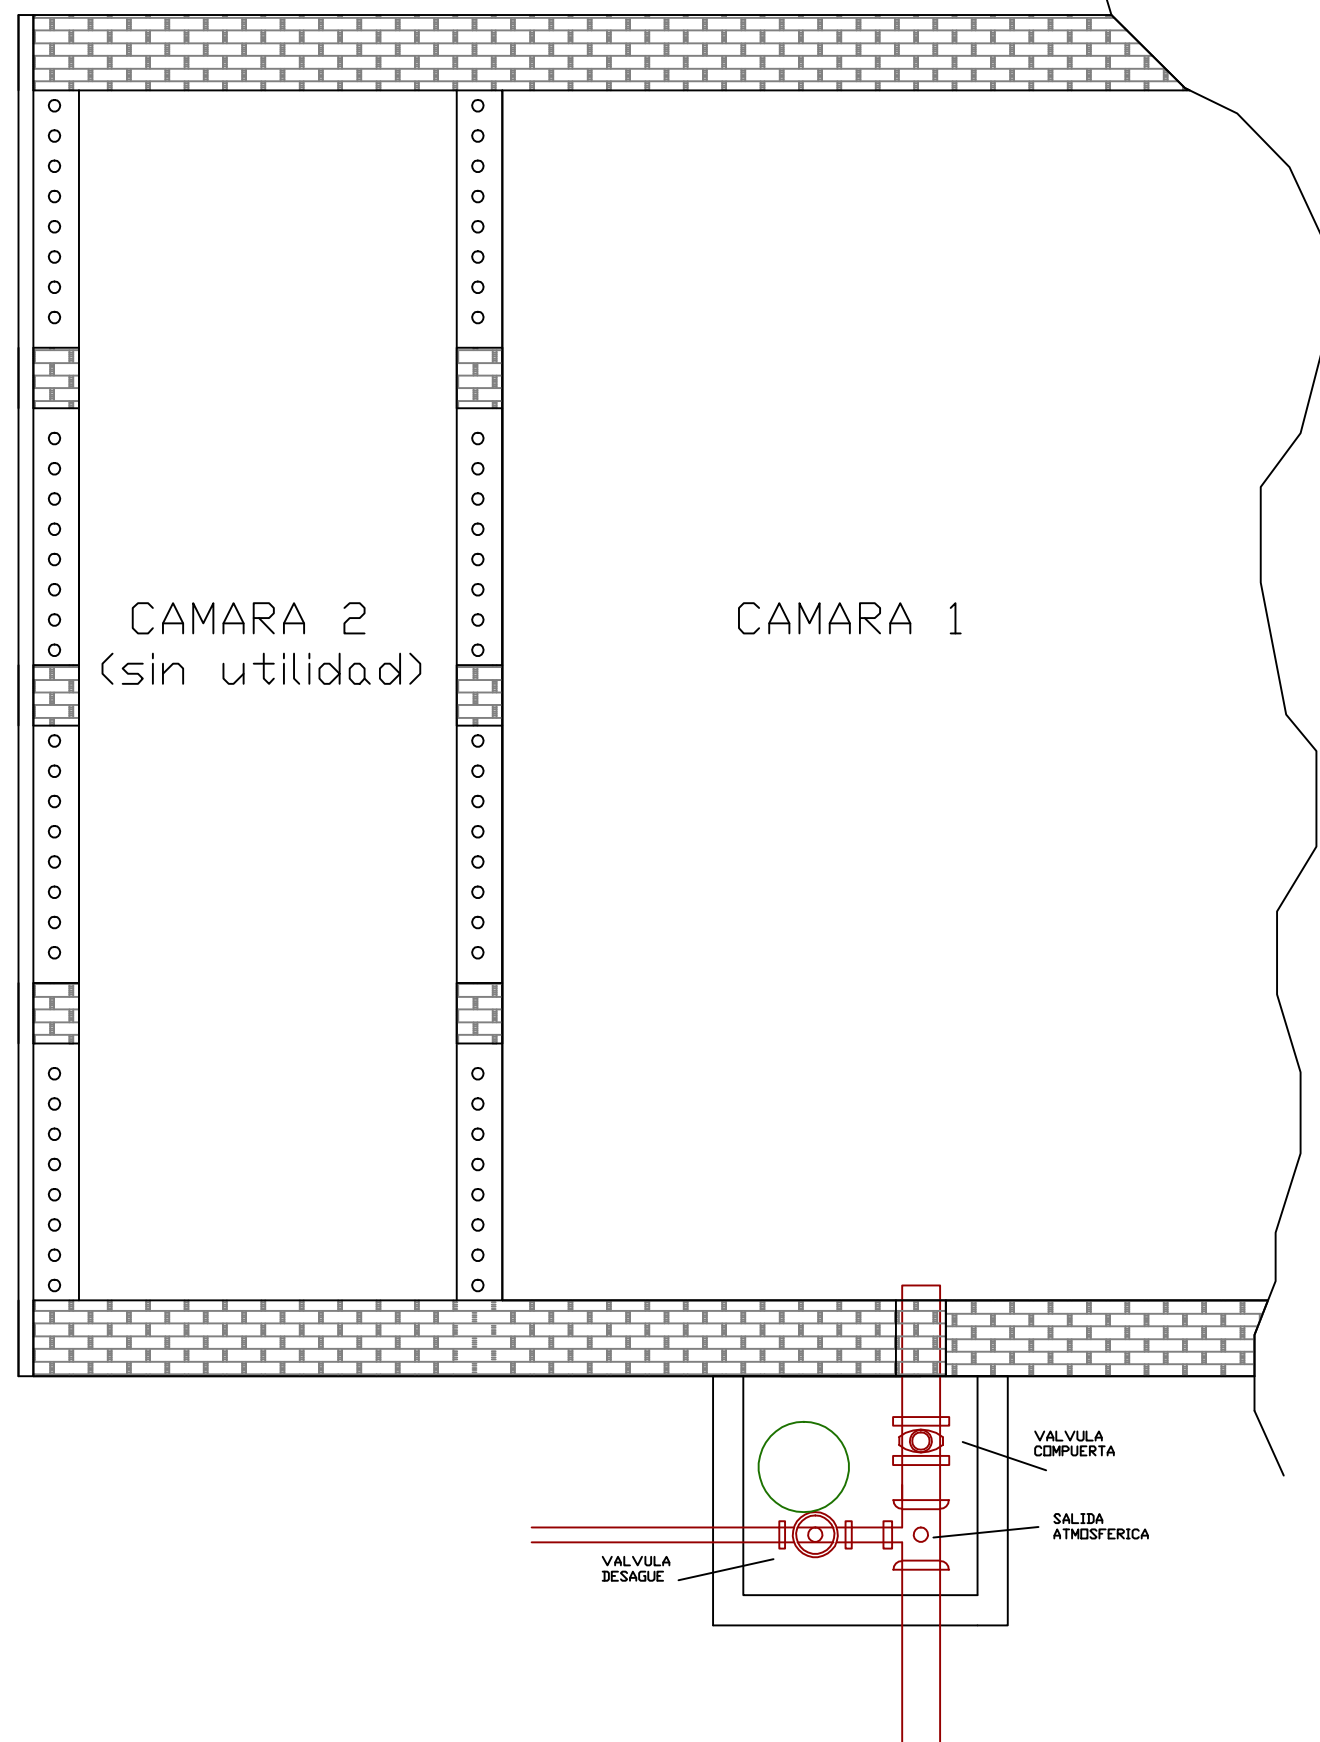 CAMARA 2
(sin utilidad)
CAMARA 1
VALVULA
COMPUERTA
SALIDA
ATMOSFERICA
VALVULA
DESAGUE